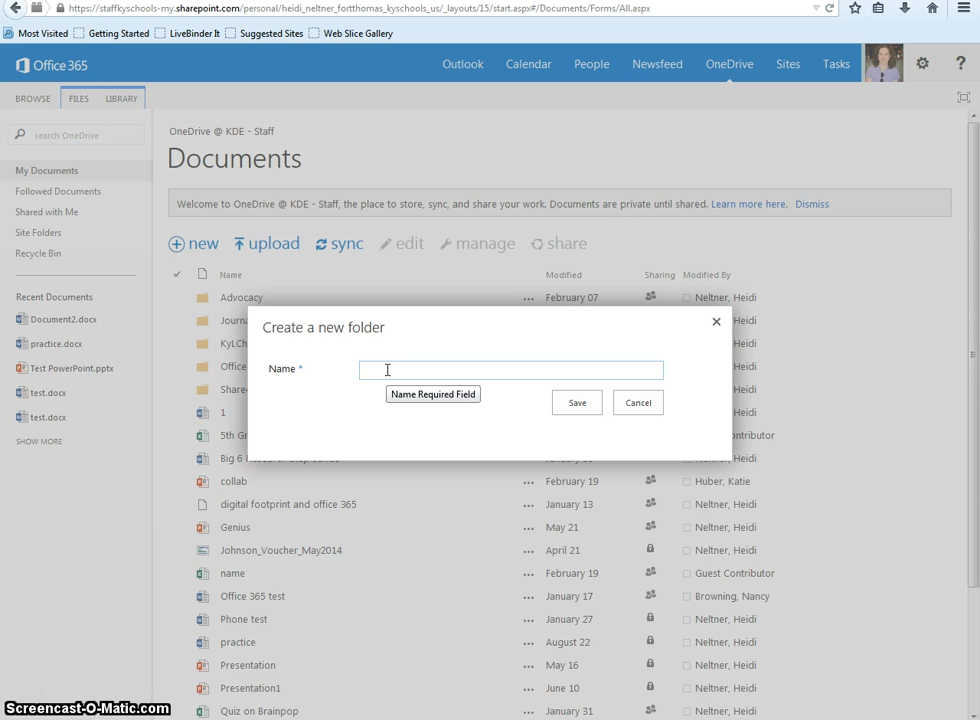 https://staffkyschools-my.sharepoint.com/personal/heidi_neltner_fortthomas_kyschools_us/_layouts/15/start.aspx#/Documents/Forms/All.aspx
Most Visited Getting Started LiveBinder It Suggested Sites Web Slice Gallery
Office 365 Outlook Calendar People Newsfeed OneDrive Sites Tasks ?
BROWSE FILES LIBRARY
search OneDrive
OneDrive @ KDE - Staff
Documents
My Documents
Followed Documents
Shared with Me
Site Folders
Recycle Bin
Recent Documents
Document2.docx
practice.docx
Test PowerPoint.pptx
test.docx
test.docx
SHOW MORE
Welcome to OneDrive @ KDE - Staff, the place to store, sync, and share your work. Documents are private until shared. Learn more here. Dismiss
new upload sync edit manage share
Name Modified Sharing Modified By
Advocacy ... February 07 Neltner, Heidi
Journa Neltner, Heidi
KyLCh Neltner, Heidi
Office Neltner, Heidi
Share Neltner, Heidi
1 Neltner, Heidi
5th Gr ontributor
Big 6 Neltner, Heidi
Create a new folder
Name *
Name Required Field
Save Cancel
collab ... February 19 Huber, Katie
digital footprint and office 365 ... January 13 Neltner, Heidi
Genius ... May 21 Neltner, Heidi
Johnson_Voucher_May2014 ... April 21 Neltner, Heidi
name ... February 19 Guest Contributor
Office 365 test ... January 17 Browning, Nancy
Phone test ... January 27 Neltner, Heidi
practice ... August 22 Neltner, Heidi
Presentation ... May 16 Neltner, Heidi
Presentation1 ... June 10 Neltner, Heidi
Quiz on Brainpop ... January 31 Neltner, Heidi
Screencast-O-Matic.com